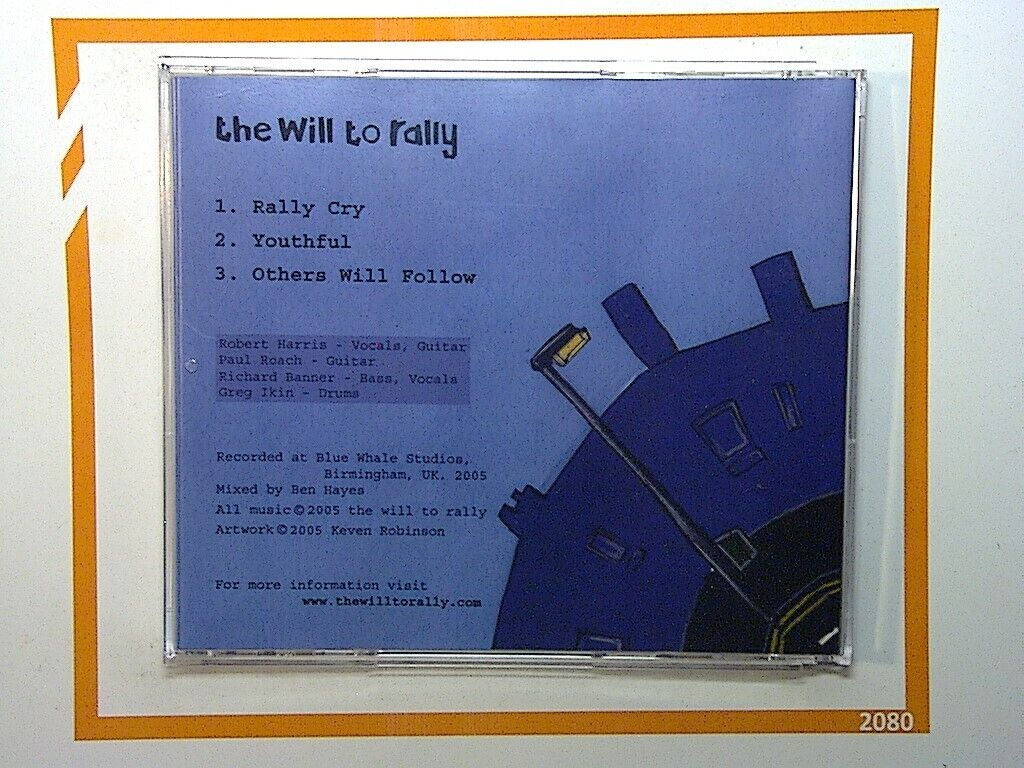 the Will to rally
1. Rally Cry
2. Youthful
3. Others Will Follow
Robert Harris - Vocals, Guitar
Paul Roach - Guitar
Richard Banner - Bass, Vocals
Greg Ikin - Drums
Recorded at Blue Whale Studios,
Birmingham, UK. 2005
Mixed by Ben Hayes
All music©2005 the will to rally
Artwork©2005 Keven Robinson
For more information visit
www.thewilltorally.com
2080